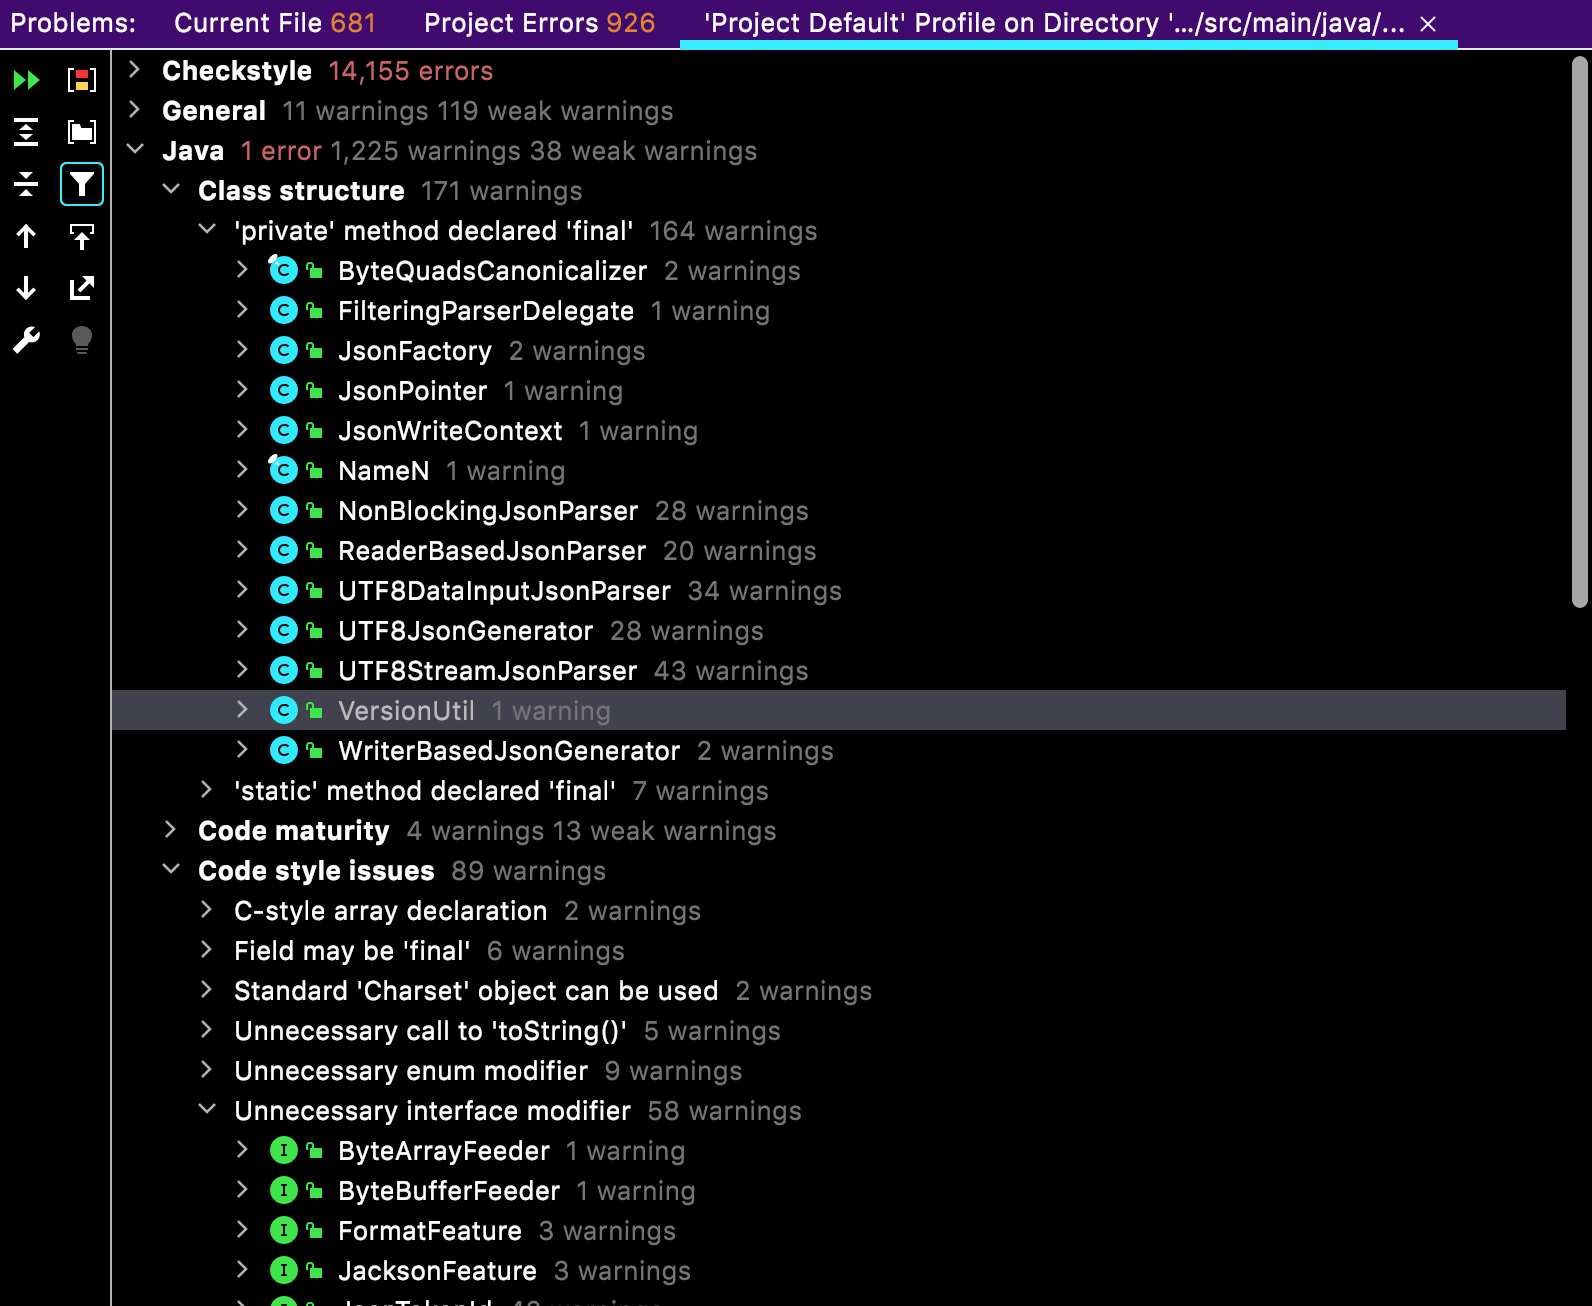 Problems: Current File 681 Project Errors 926 'Project Default' Profile on Directory '.../src/main/java/...
Checkstyle 14,155 errors
General 11 warnings 119 weak warnings
Java 1 error 1,225 warnings 38 weak warnings
Class structure 171 warnings
'private' method declared 'final' 164 warnings
C ByteQuadsCanonicalizer 2 warnings
C FilteringParserDelegate 1 warning
C JsonFactory 2 warnings
C JsonPointer 1 warning
C JsonWriteContext 1 warning
C NameN 1 warning
C NonBlockingJsonParser 28 warnings
C ReaderBasedJsonParser 20 warnings
C UTF8DataInputJsonParser 34 warnings
C UTF8JsonGenerator 28 warnings
C UTF8StreamJsonParser 43 warnings
C VersionUtil 1 warning
C WriterBasedJsonGenerator 2 warnings
'static' method declared 'final' 7 warnings
Code maturity 4 warnings 13 weak warnings
Code style issues 89 warnings
C-style array declaration 2 warnings
Field may be 'final' 6 warnings
Standard 'Charset' object can be used 2 warnings
Unnecessary call to 'toString()' 5 warnings
Unnecessary enum modifier 9 warnings
Unnecessary interface modifier 58 warnings
I ByteArrayFeeder 1 warning
I ByteBufferFeeder 1 warning
I FormatFeature 3 warnings
I JacksonFeature 3 warnings